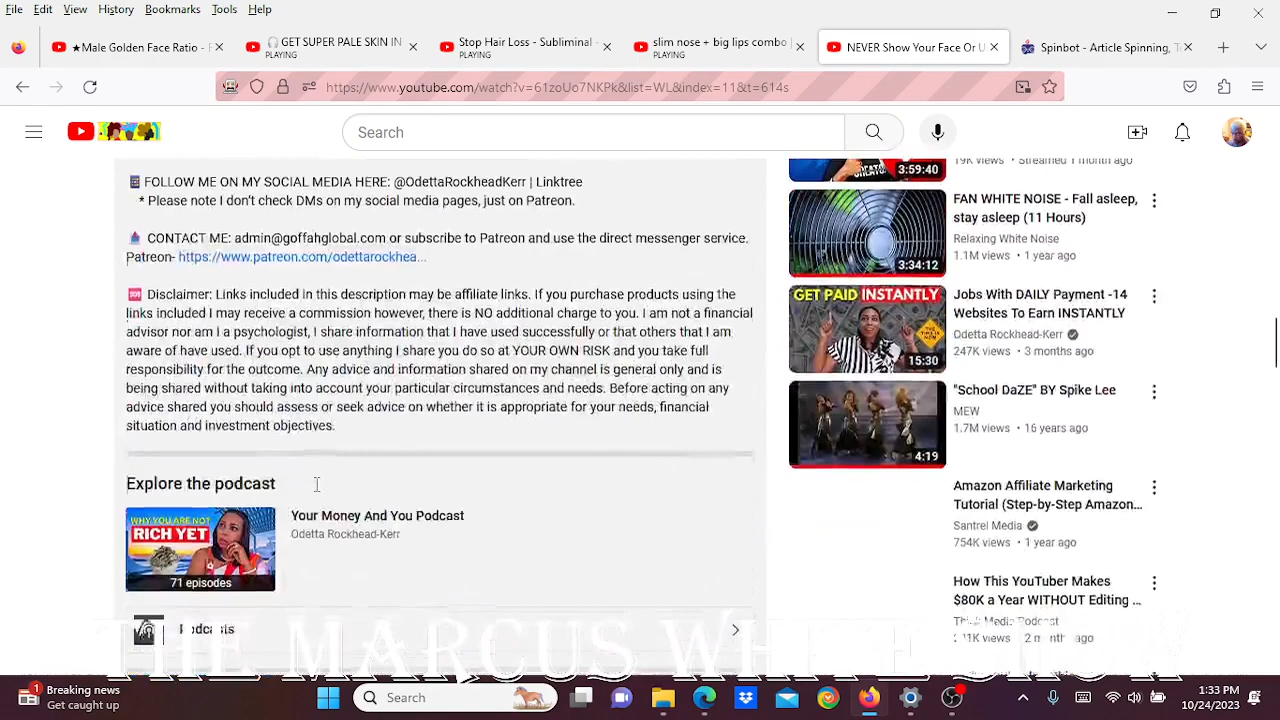 File Edit View History Bookmarks Tools Help
★Male Golden Face Ratio - F
GET SUPER PALE SKIN IN
PLAYING
Stop Hair Loss - Subliminal -
PLAYING
slim nose + big lips combo |
PLAYING
NEVER Show Your Face Or U
Spinbot - Article Spinning, T
https://www.youtube.com/watch?v=61zoUo7NKPk&list=WL&index=11&t=614s
Search
FOLLOW ME ON MY SOCIAL MEDIA HERE: @OdettaRockheadKerr | Linktree
* Please note I don't check DMs on my social media pages, just on Patreon.
CONTACT ME: admin@goffahglobal.com or subscribe to Patreon and use the direct messenger service.
Patreon- https://www.patreon.com/odettarockhea...
Disclaimer: Links included in this description may be affiliate links. If you purchase products using the
links included I may receive a commission however, there is NO additional charge to you. I am not a financial
advisor nor am I a psychologist, I share information that I have used successfully or that others that I am
aware of have used. If you opt to use anything I share you do so at YOUR OWN RISK and you take full
responsibility for the outcome. Any advice and information shared on my channel is general only and is
being shared without taking into account your particular circumstances and needs. Before acting on any
advice shared you should assess or seek advice on whether it is appropriate for your needs, financial
situation and investment objectives.
Explore the podcast
WHY YOU ARE NOT
RICH YET
71 episodes
Your Money And You Podcast
Odetta Rockhead-Kerr
Podcasts
19K views • Streamed 1 month ago
3:59:40
FAN WHITE NOISE - Fall asleep,
stay asleep (11 Hours)
Relaxing White Noise
1.1M views • 1 year ago
3:34:12
GET PAID INSTANTLY
THE TIME IS NOW
15:30
Jobs With DAILY Payment -14
Websites To Earn INSTANTLY
Odetta Rockhead-Kerr
247K views • 3 months ago
4:19
"School DaZE" BY Spike Lee
MEW
1.7M views • 16 years ago
Amazon Affiliate Marketing
Tutorial (Step-by-Step Amazon...
Santrel Media
754K views • 1 year ago
How This YouTuber Makes
$80K a Year WITHOUT Editing ...
Podcast
2 months ago
THE MARCUS
1
Breaking news
Get caught up
Search
1:33 PM
10/24/2023